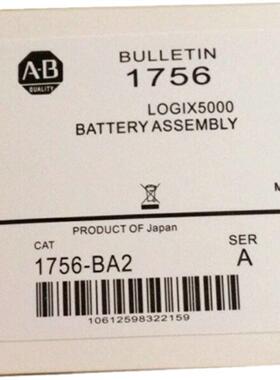 A-B
QUALITY
BULLETIN
1756
LOGIX5000
BATTERY ASSEMBLY
M
PRODUCT OF Japan
CAT
SER
1756-BA2
A
10612598322159